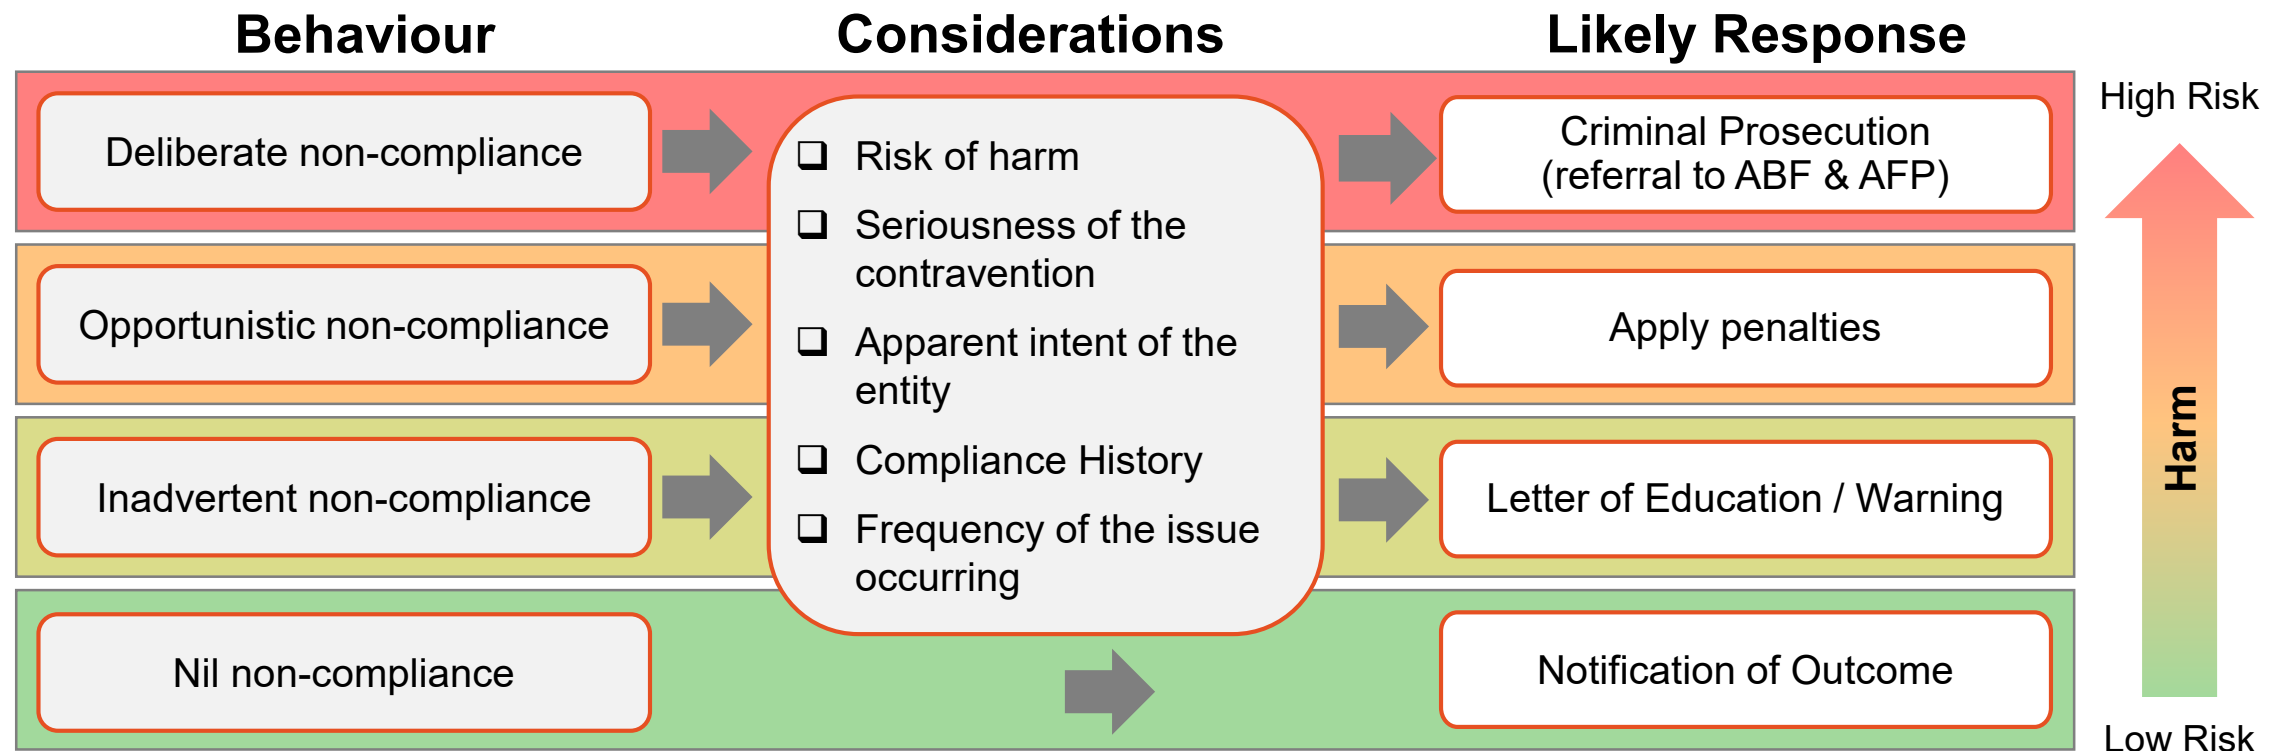 Behaviour
Considerations
Likely Response
Deliberate non-compliance
Opportunistic non-compliance
Inadvertent non-compliance
Nil non-compliance
❑ Risk of harm
❑ Seriousness of the
contravention
❑ Apparent intent of the
entity
❑ Compliance History
❑ Frequency of the issue
occurring
Criminal Prosecution
(referral to ABF & AFP)
Apply penalties
Letter of Education / Warning
Notification of Outcome
High Risk
Harm
Low Risk